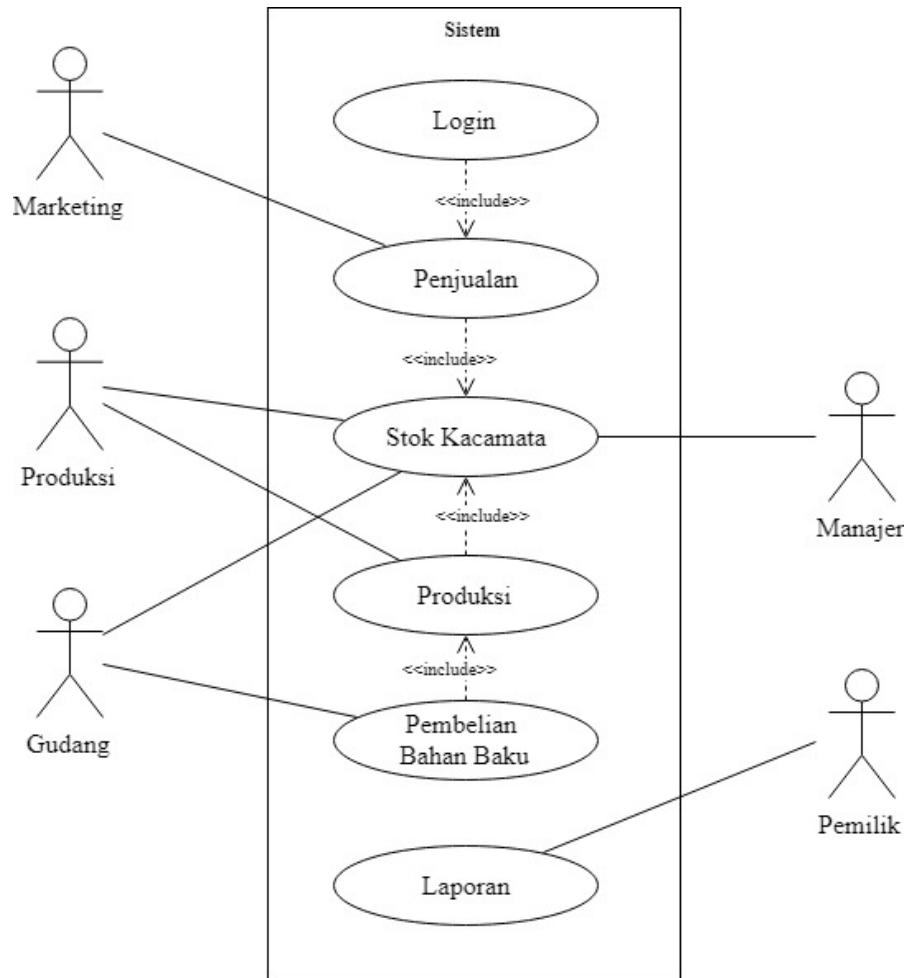 Sistem
Login
Marketing
<<include>>
Penjualan
<<include>>
Stok Kacamata
Produksi
Manajer
<<include>>
Produksi
<<include>>
Gudang
Pembelian
Bahan Baku
Pemilik
Laporan